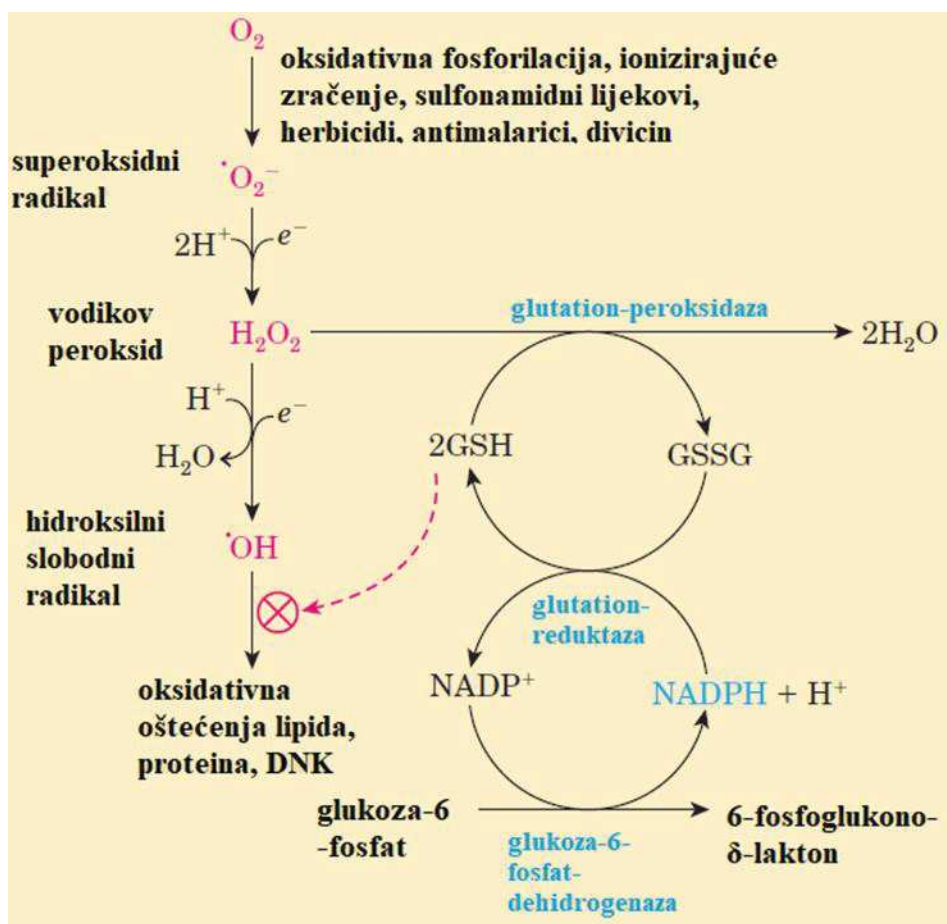 O₂
oksidativna fosforilacija, ionizirajuće
zračenje, sulfonamidni lijekovi,
herbicidi, antimalarici, divicin
superoksidni
radikal
˙O₂⁻
2H⁺
e⁻
vodikov
peroksid
H₂O₂
glutation-peroksidaza
2H₂O
H⁺
e⁻
H₂O
2GSH
GSSG
hidroksilni
slobodni
radikal
˙OH
glutation-
reduktaza
oksidativna
oštećenja lipida,
proteina, DNK
NADP⁺
NADPH + H⁺
glukoza-6
-fosfat
glukoza-6-
fosfat-
dehidrogenaza
6-fosfoglukono-
δ-lakton